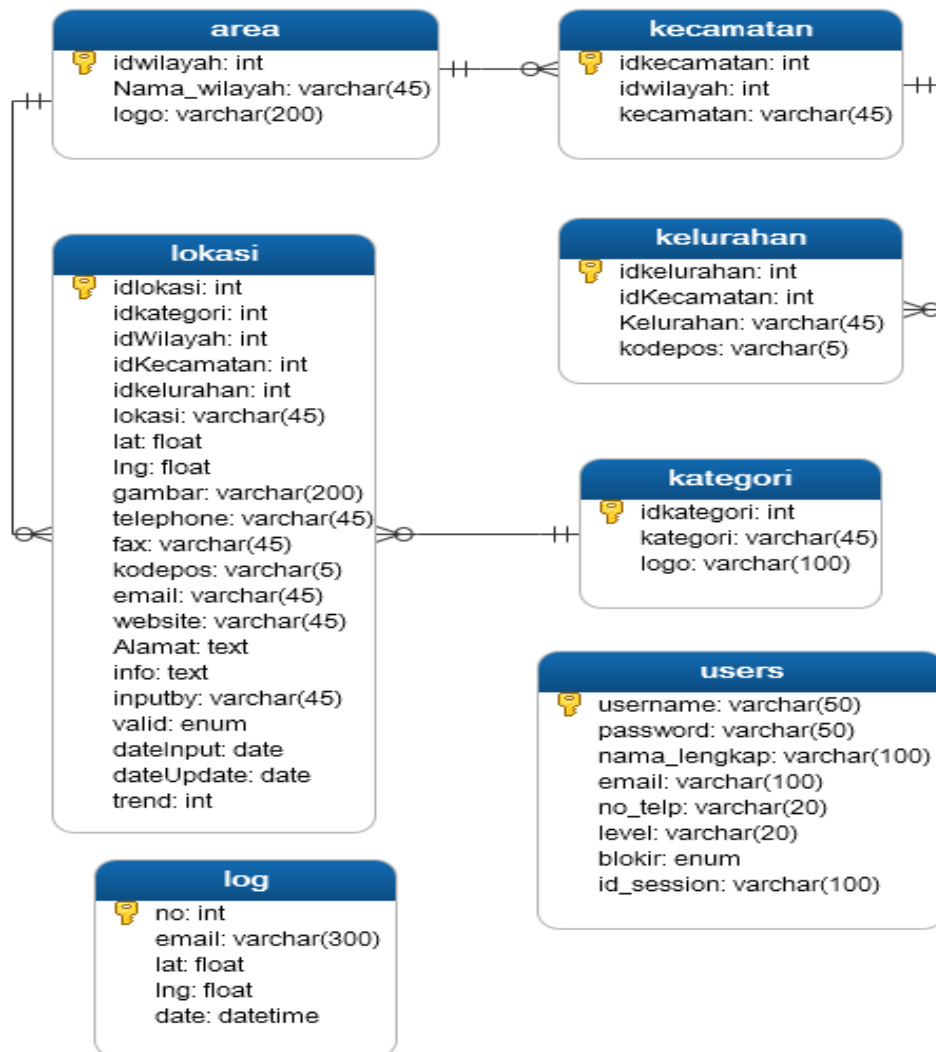 area
idwilayah: int
Nama_wilayah: varchar(45)
logo: varchar(200)
kecamatan
idkecamatan: int
idwilayah: int
kecamatan: varchar(45)
lokasi
idlokasi: int
idkategori: int
idWilayah: int
idKecamatan: int
idkelurahan: int
lokasi: varchar(45)
lat: float
lng: float
gambar: varchar(200)
telephone: varchar(45)
fax: varchar(45)
kodepos: varchar(5)
email: varchar(45)
website: varchar(45)
Alamat: text
info: text
inputby: varchar(45)
valid: enum
dateInput: date
dateUpdate: date
trend: int
kelurahan
idkelurahan: int
idKecamatan: int
Kelurahan: varchar(45)
kodepos: varchar(5)
kategori
idkategori: int
kategori: varchar(45)
logo: varchar(100)
users
username: varchar(50)
password: varchar(50)
nama_lengkap: varchar(100)
email: varchar(100)
no_telp: varchar(20)
level: varchar(20)
blokir: enum
id_session: varchar(100)
log
no: int
email: varchar(300)
lat: float
lng: float
date: datetime